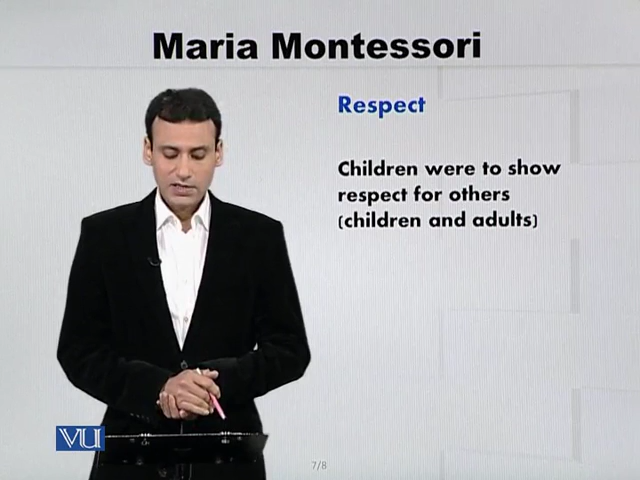 Maria Montessori
Respect
Children were to show
respect for others
(children and adults)
VU
7/8